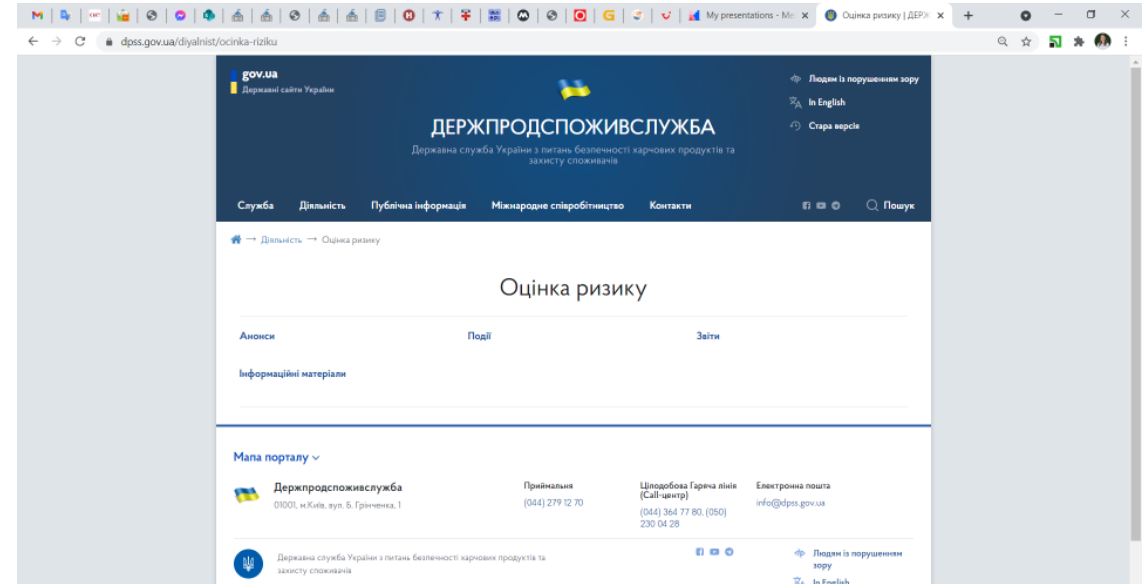 My presentations - Me
Оцінка ризику | ДЕРЖ
dpss.gov.ua/diyalnist/ocinka-riziku
gov.ua
Державні сайти України
Людям із порушенням зору
In English
Стара версія
ДЕРЖПРОДСПОЖИВСЛУЖБА
Державна служба України з питань безпечності харчових продуктів та
захисту споживачів
Служба Діяльність Публічна інформація Міжнародне співробітництво Контакти Пошук
Діяльність → Оцінка ризику
Оцінка ризику
Анонси Події Звіти
Інформаційні матеріали
Мапа порталу
Держпродспоживслужба
01001, м.Київ, вул. Б. Грінченка, 1
Приймальня
(044) 279 12 70
Цілодобова Гаряча лінія
(Call-центр)
(044) 364 77 80, (050)
230 04 28
Електронна пошта
info@dpss.gov.ua
Державна служба України з питань безпечності харчових продуктів та
захисту споживачів
Людям із порушенням
зору
In English